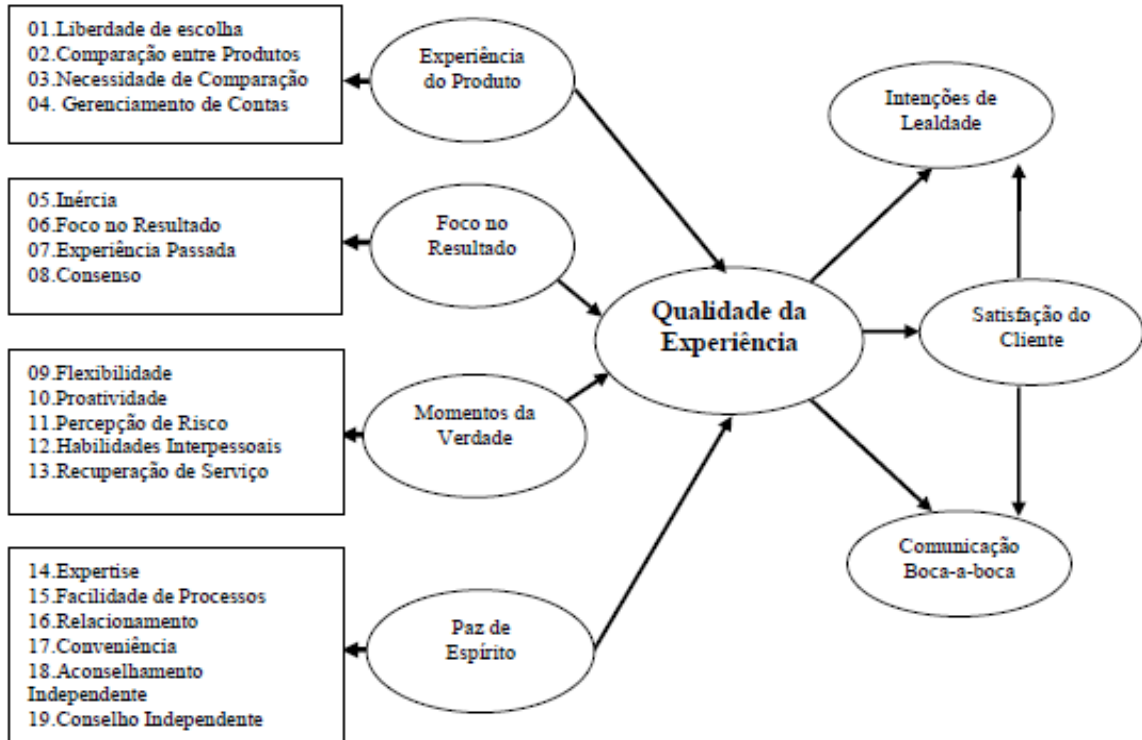 01.Liberdade de escolha
02.Comparação entre Produtos
03.Necessidade de Comparação
04. Gerenciamento de Contas
Experiência
do Produto
05.Inércia
06.Foco no Resultado
07.Experiência Passada
08.Consenso
Foco no
Resultado
09.Flexibilidade
10.Proatividade
11.Percepção de Risco
12.Habilidades Interpessoais
13.Recuperação de Serviço
Momentos da
Verdade
14.Expertise
15.Facilidade de Processos
16.Relacionamento
17.Conveniência
18.Aconselhamento
Independente
19.Conselho Independente
Paz de
Espírito
Qualidade da
Experiência
Intenções de
Lealdade
Satisfação do
Cliente
Comunicação
Boca-a-boca